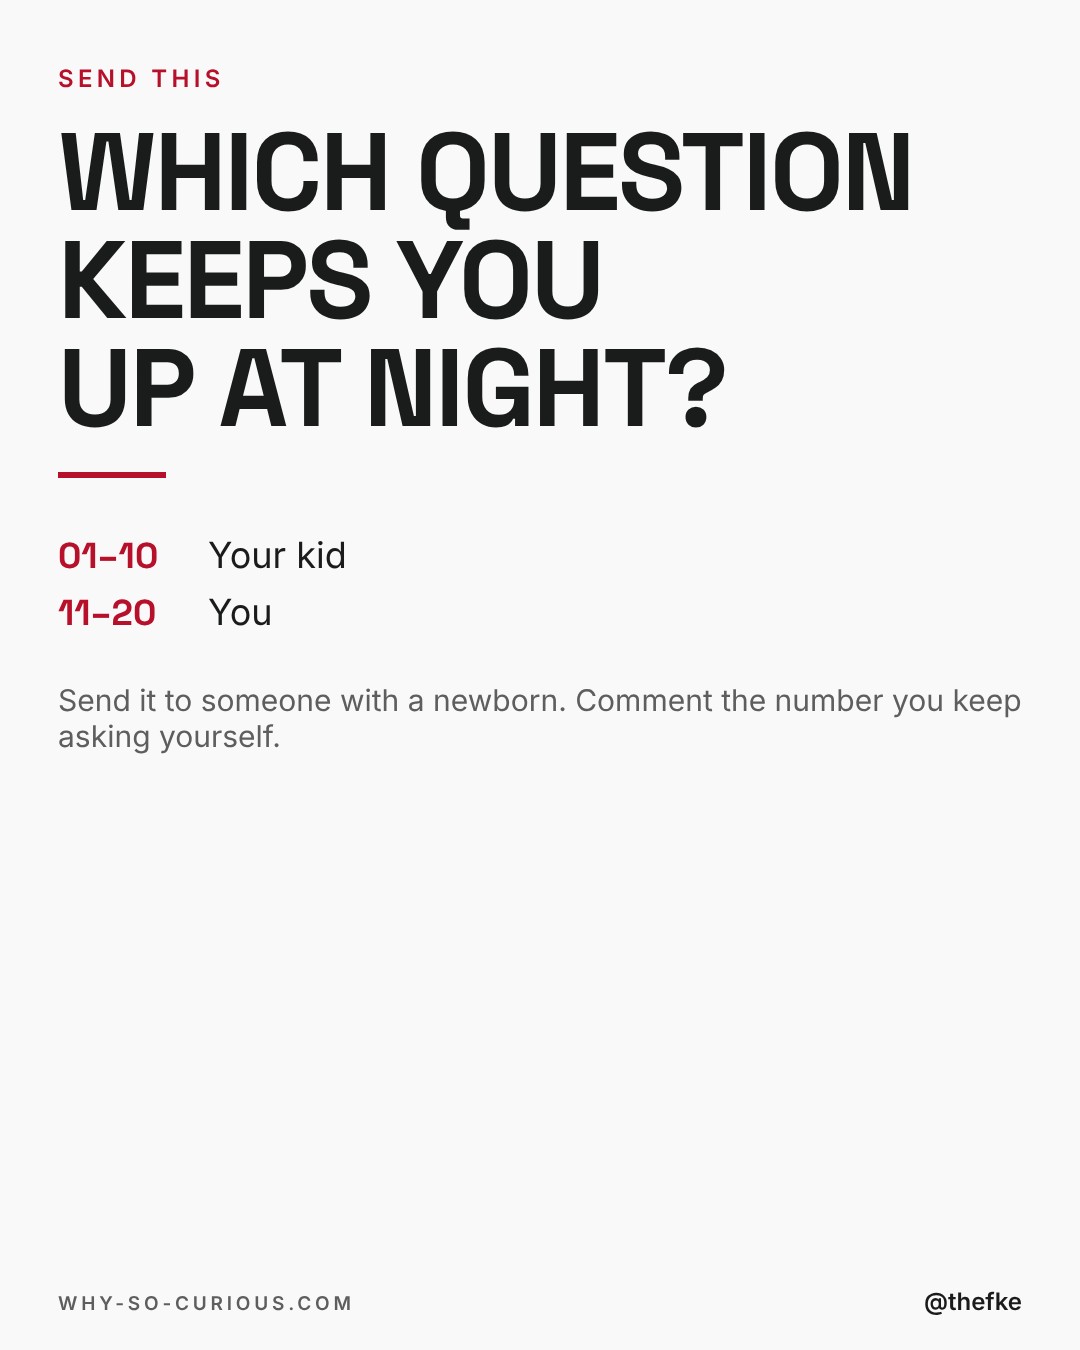 SEND THIS
WHICH QUESTION
KEEPS YOU
UP AT NIGHT?
01–10 Your kid
11–20 You
Send it to someone with a newborn. Comment the number you keep
asking yourself.
WHY-SO-CURIOUS.COM @thefke